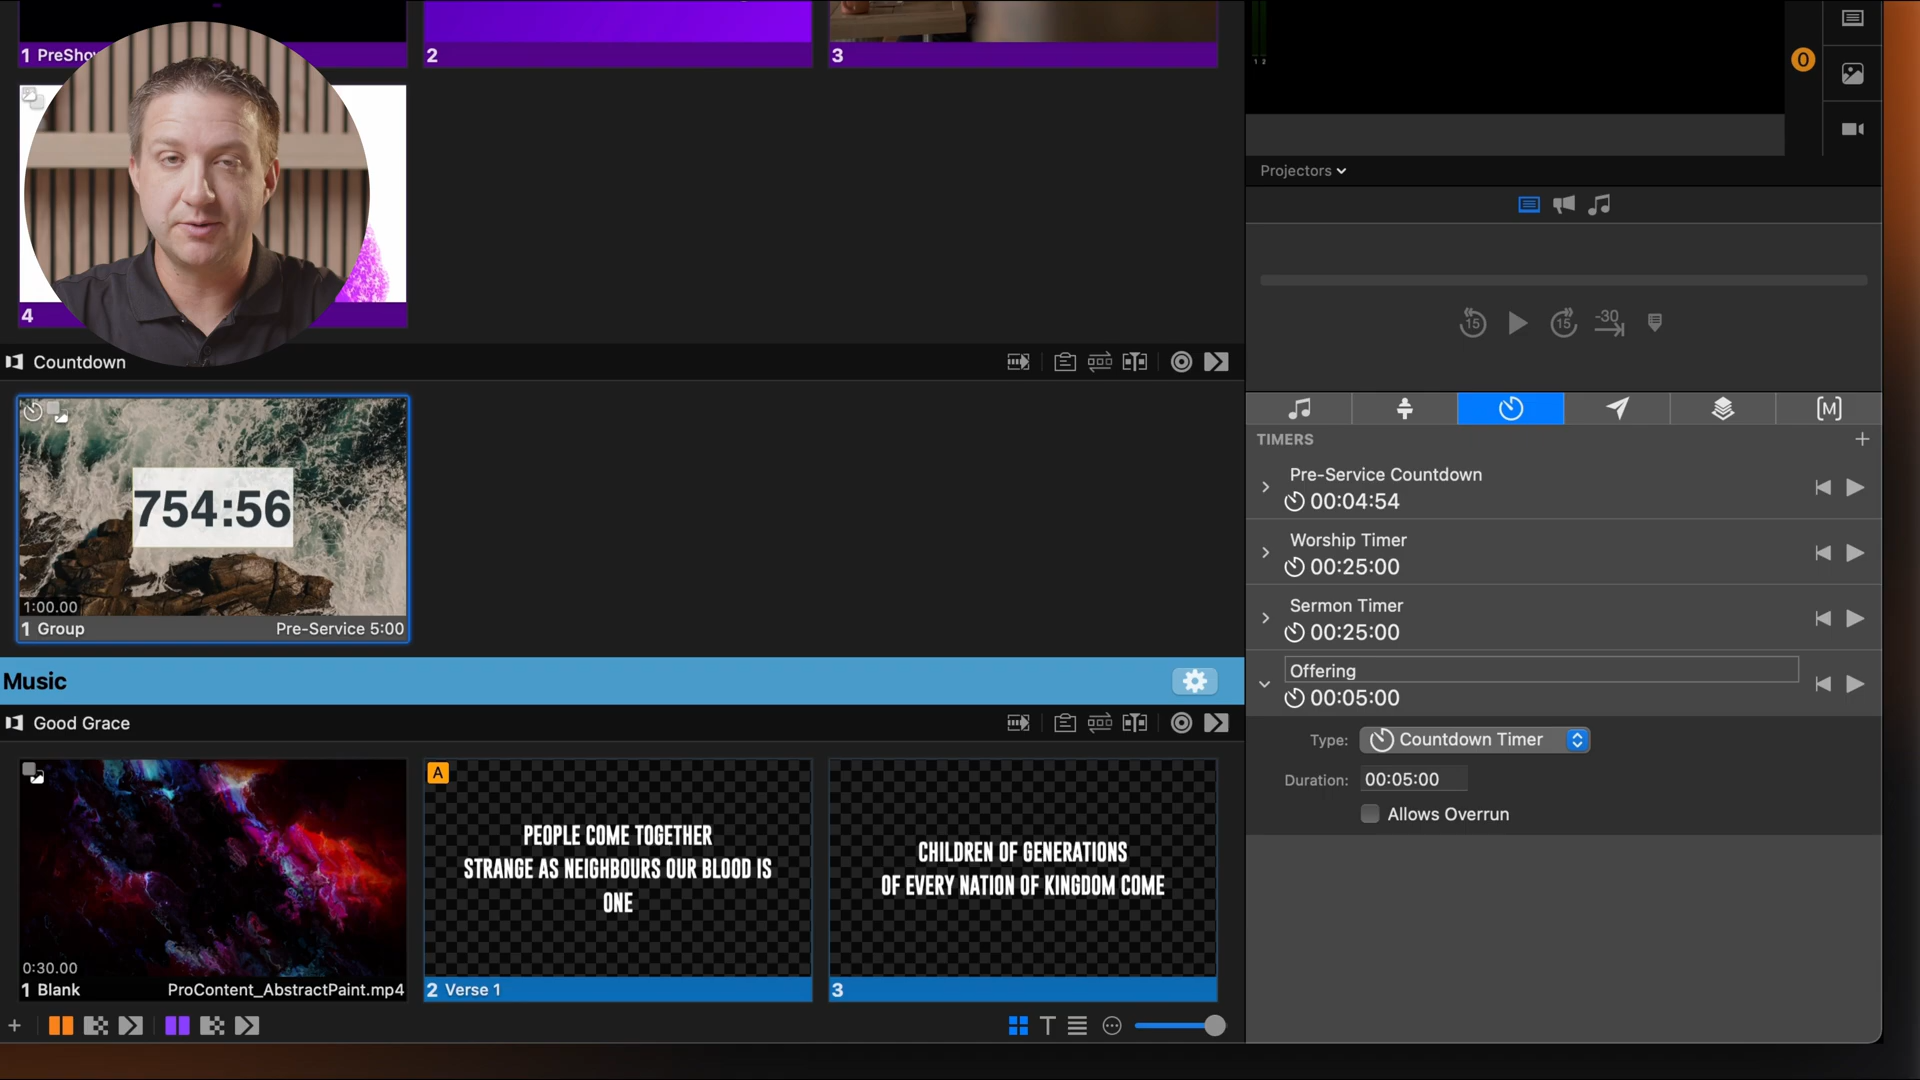 1 PreSho
2
3
4
1 2
0
Projectors
15
15
-30
Countdown
754:56
1:00.00
1 Group
Pre-Service 5:00
TIMERS
+
Pre-Service Countdown
00:04:54
Worship Timer
00:25:00
Sermon Timer
00:25:00
Offering
00:05:00
Type:
Countdown Timer
Duration:
00:05:00
Allows Overrun
[M]
Music
Good Grace
0:30.00
1 Blank
ProContent_AbstractPaint.mp4
A
PEOPLE COME TOGETHER
STRANGE AS NEIGHBOURS OUR BLOOD IS
ONE
2 Verse 1
CHILDREN OF GENERATIONS
OF EVERY NATION OF KINGDOM COME
3
+
T